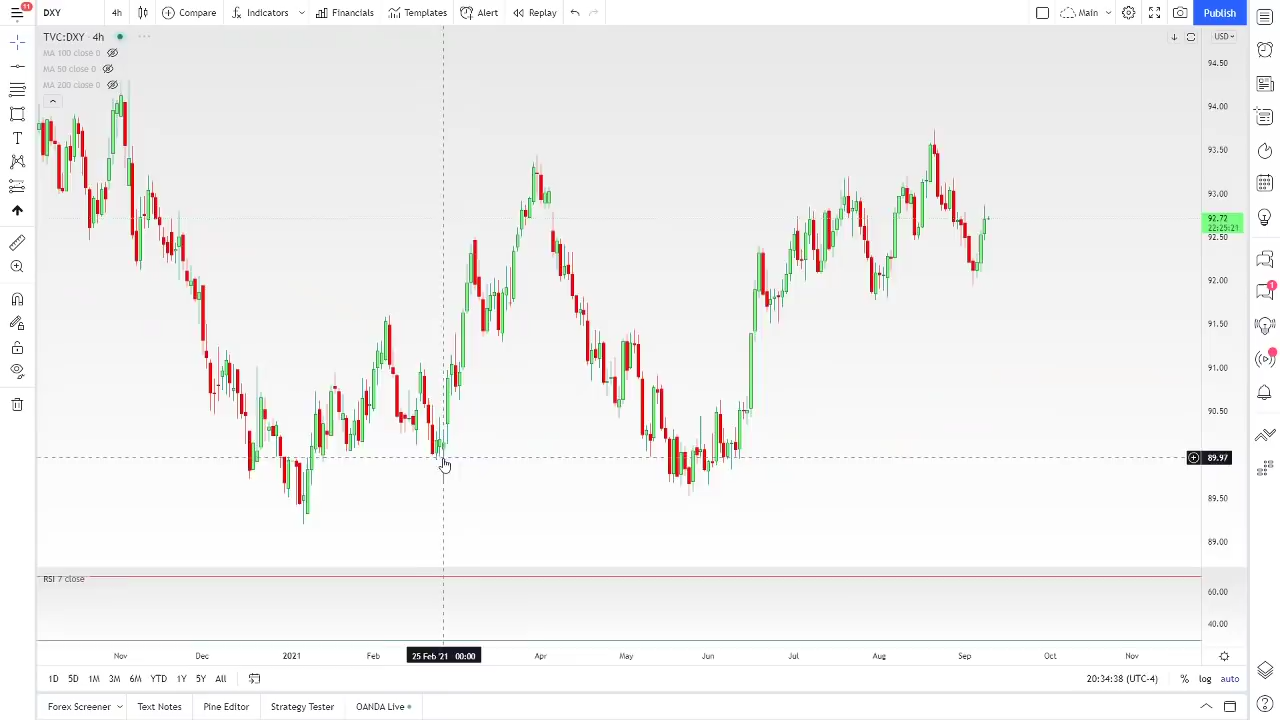 11
DXY
4h
Compare
Indicators
Financials
Templates
Alert
Replay
Main
Publish
TVC:DXY 4h
MA 100 close 0
MA 50 close 0
MA 200 close 0
USD
94.50
94.00
93.50
93.00
92.72
22:25:21
92.50
92.00
91.50
91.00
90.50
89.97
89.50
89.00
RSI 7 close
60.00
40.00
Nov
Dec
2021
Feb
25 Feb '21 00:00
Apr
May
Jun
Jul
Aug
Sep
Oct
Nov
1D 5D 1M 3M 6M YTD 1Y 5Y All
20:34:38 (UTC-4)
% log auto
Forex Screener
Text Notes
Pine Editor
Strategy Tester
OANDA Live
1